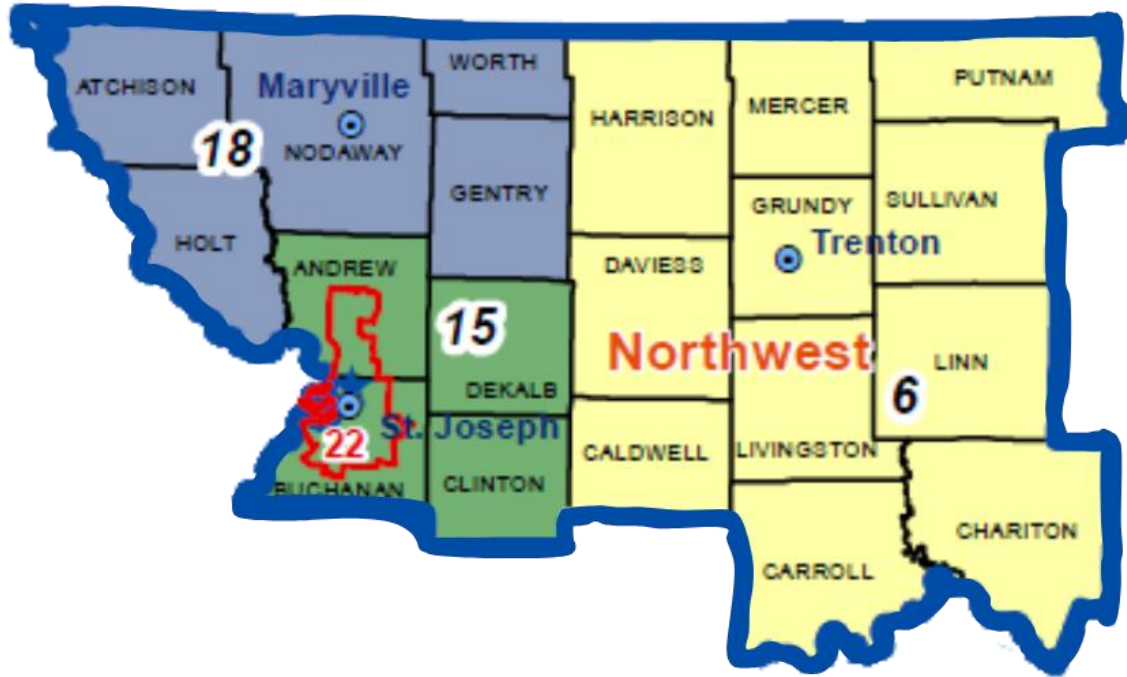 WORTH
ATCHISON
Maryville
PUTNAM
HARRISON
MERCER
18
NODAWAY
GENTRY
GRUNDY
SULLIVAN
HOLT
Trenton
ANDREW
DAVIESS
15
Northwest
LINN
DEKALB
6
St. Joseph
22
CALDWELL
LIVINGSTON
BUCHANAN
CLINTON
CHARITON
CARROLL